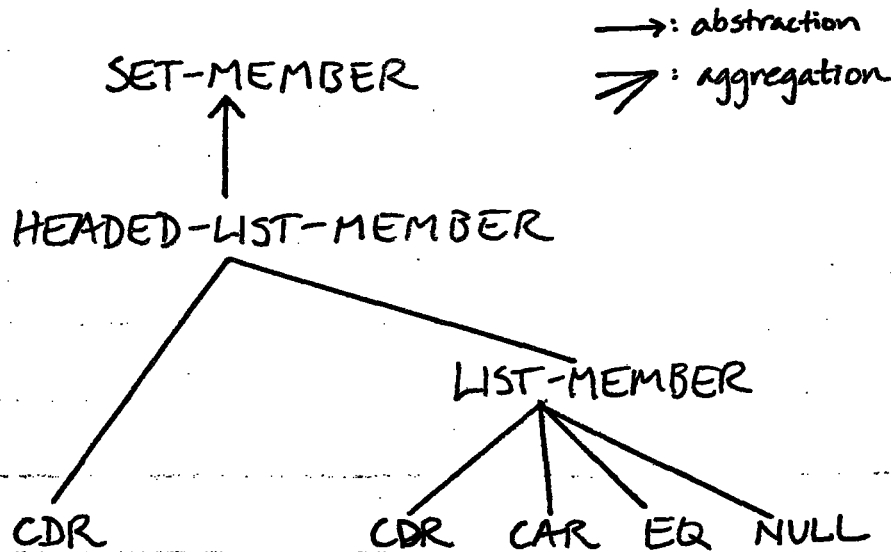 →: abstraction
: aggregation
SET-MEMBER
HEADED-LIST-MEMBER
LIST-MEMBER
CDR CDR CAR EQ NULL